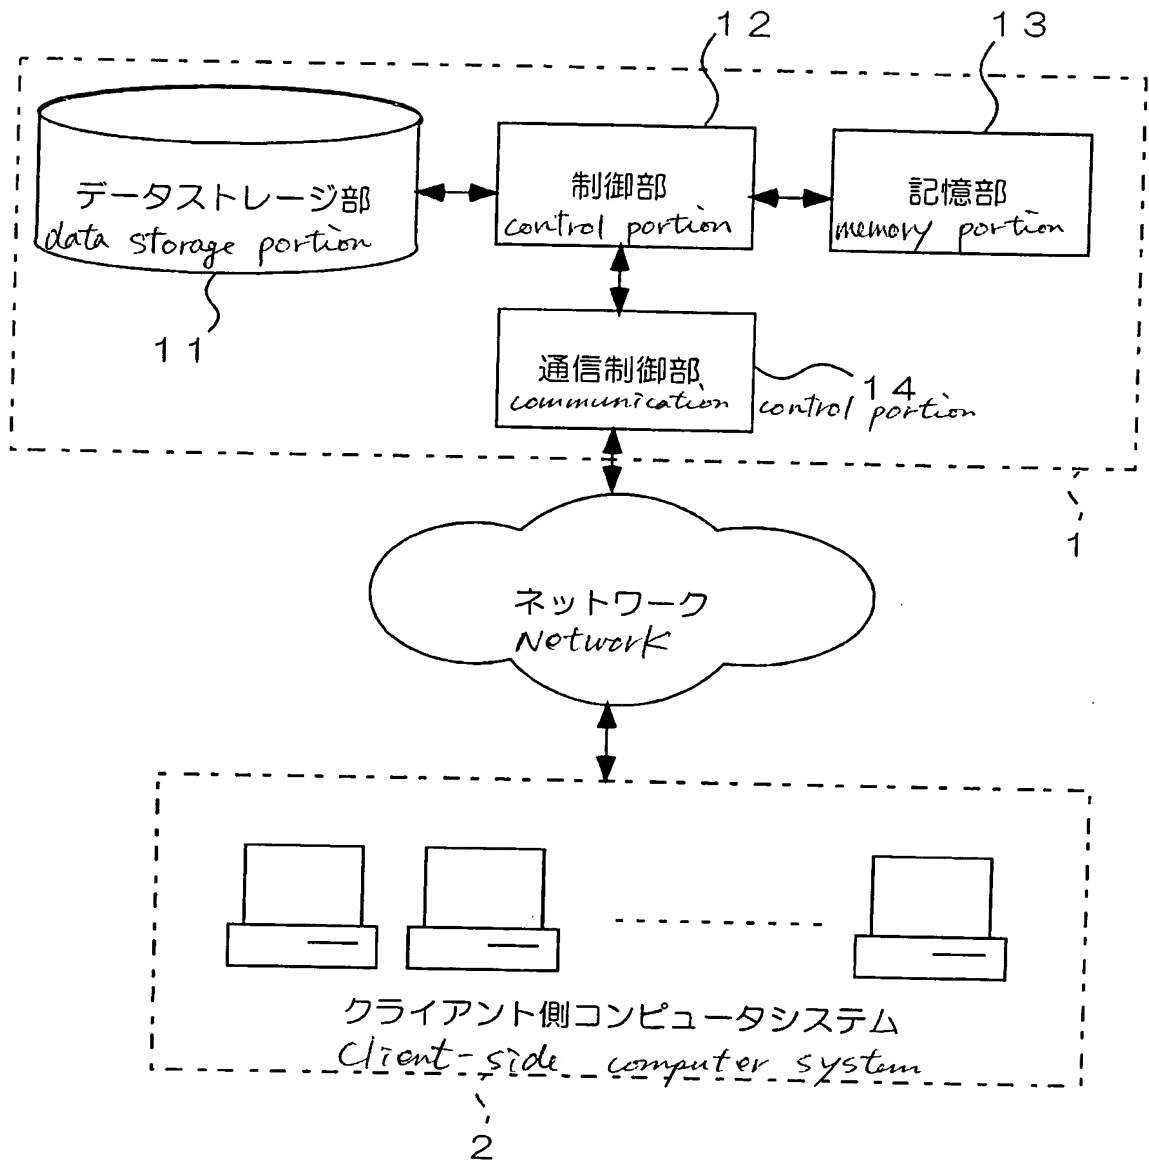 12
13
データストレージ部
data storage portion
制御部
control portion
記憶部
memory portion
11
通信制御部
communication control portion
14
1
ネットワーク
Network
クライアント側コンピュータシステム
Client-side computer system
2